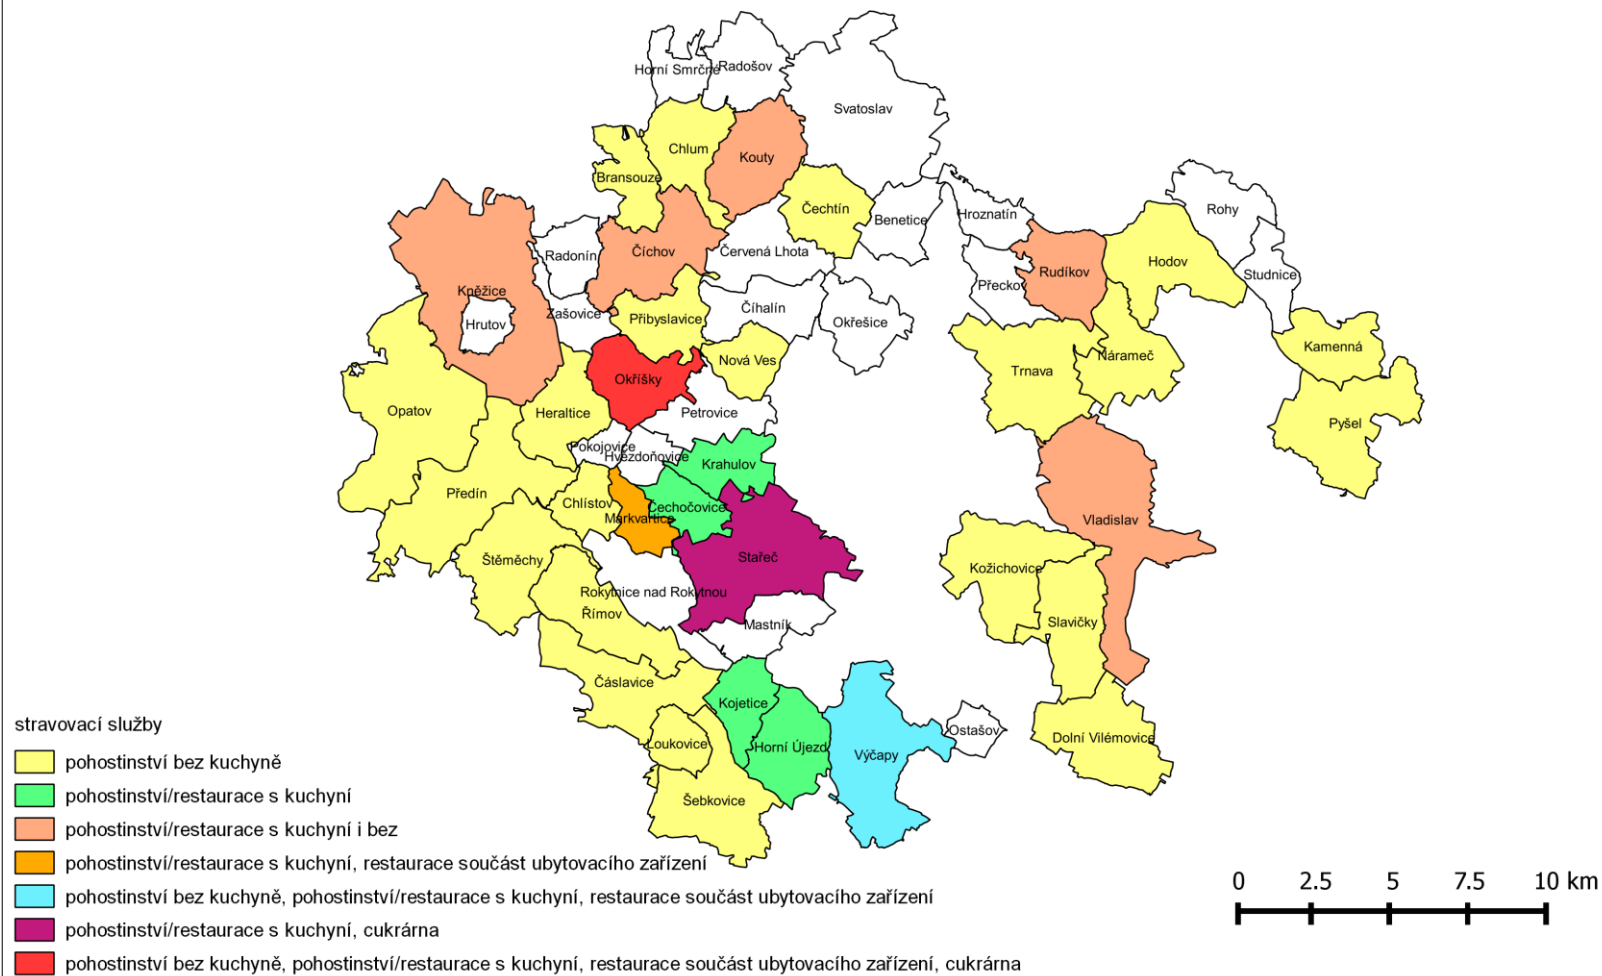 Horní Smrčné
Radošov
Svatoslav
Chlum
Kouty
Bransouze
Čechtín
Benetice
Hroznatín
Rohy
Radonín
Číchov
Červená Lhota
Rudíkov
Hodov
Studnice
Přeckov
Kněžice
Hrutov
Zašovice
Přibyslavice
Číhalín
Okřešice
Nová Ves
Kamenná
Trnava
Nárameč
Okříšky
Opatov
Heraltice
Petrovice
Pyšel
Pokojovice
Hvězdoňovice
Krahulov
Předín
Chlístov
Markvartice
Čechočovice
Vladislav
Štěměchy
Stařeč
Kožichovice
Rokytnice nad Rokytnou
Římov
Mastník
Slavičky
Čáslavice
Kojetice
Loukovice
Horní Újezd
Výčapy
Ostašov
Dolní Vilémovice
Šebkovice
stravovací služby
pohostinství bez kuchyně
pohostinství/restaurace s kuchyní
pohostinství/restaurace s kuchyní i bez
pohostinství/restaurace s kuchyní, restaurace součást ubytovacího zařízení
pohostinství bez kuchyně, pohostinství/restaurace s kuchyní, restaurace součást ubytovacího zařízení
pohostinství/restaurace s kuchyní, cukrárna
pohostinství bez kuchyně, pohostinství/restaurace s kuchyní, restaurace součást ubytovacího zařízení, cukrárna
0 2.5 5 7.5 10 km